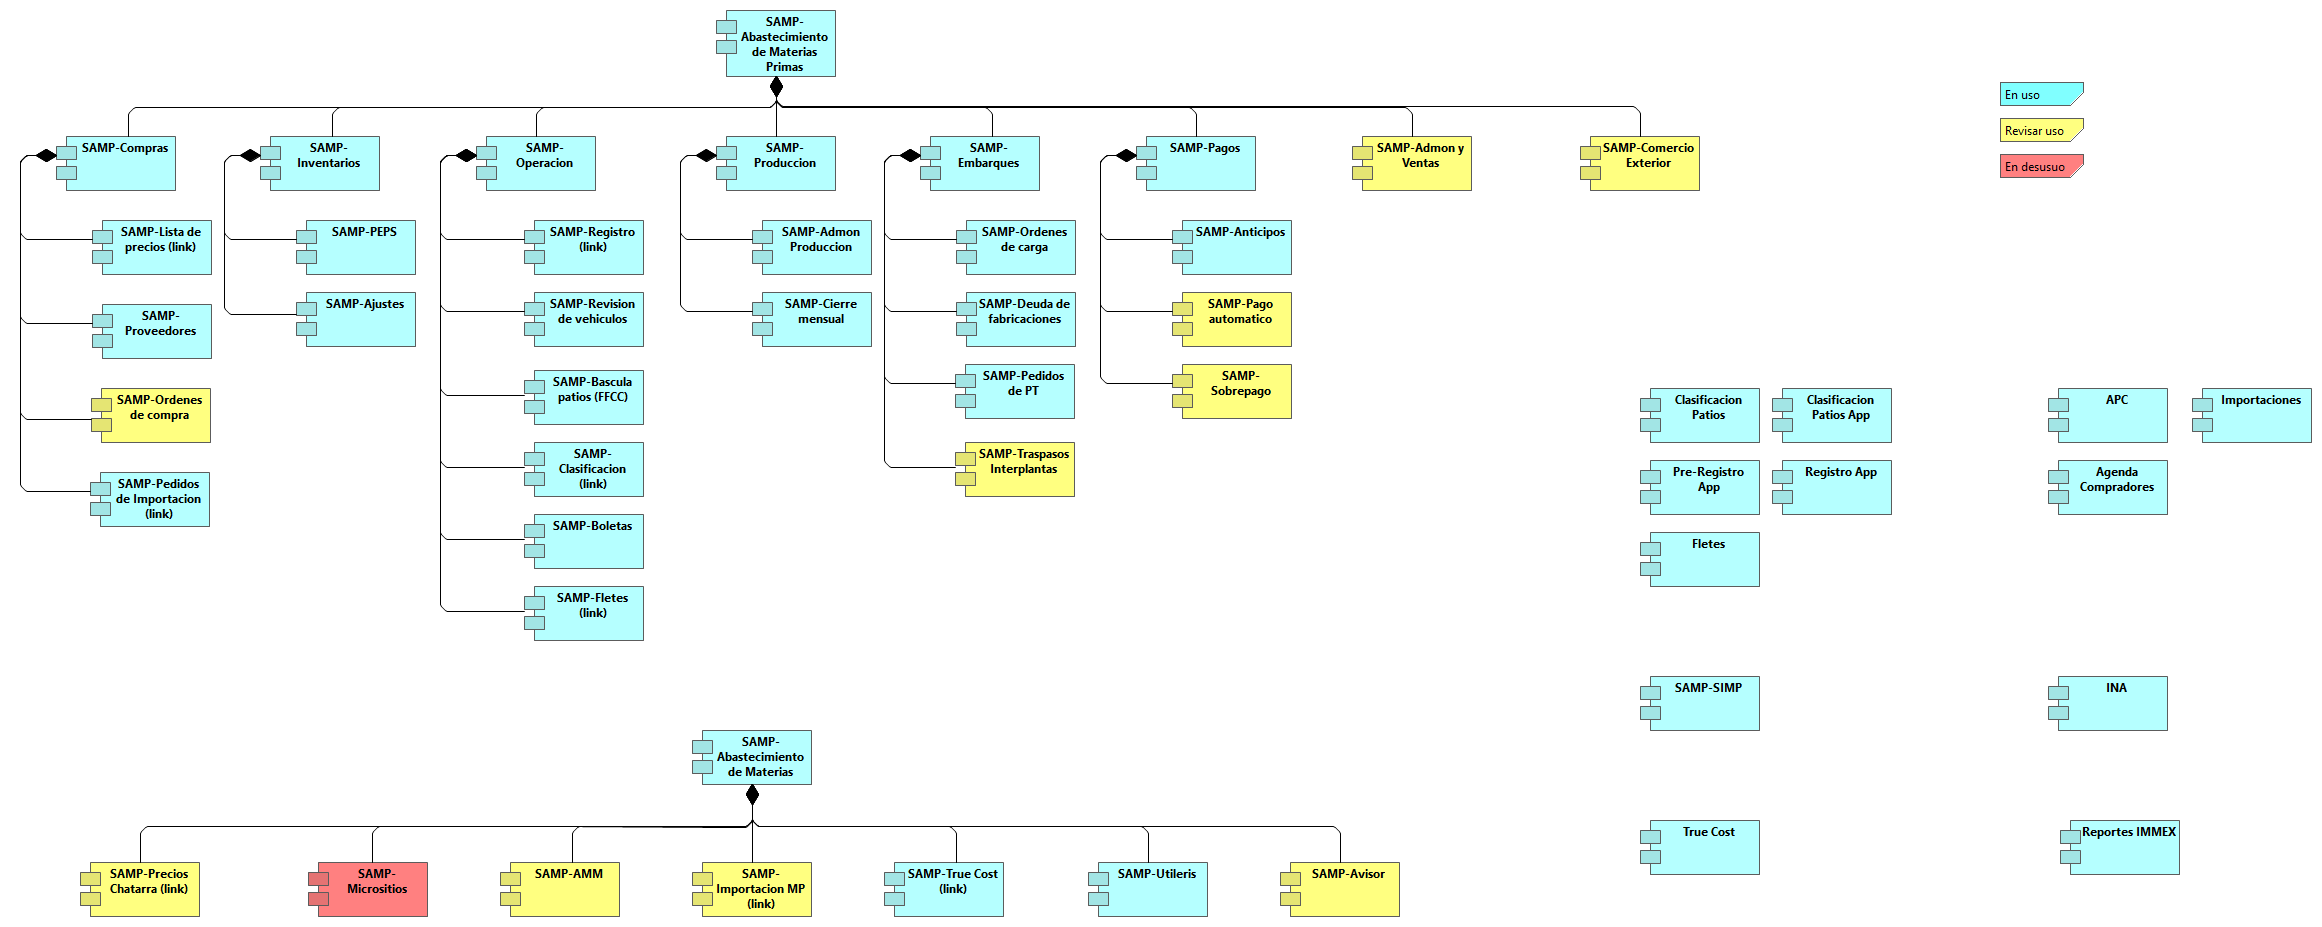 SAMP-
Abastecimiento
de Materias
Primas
En uso
Revisar uso
En desusuo
SAMP-Compras
SAMP-
Inventarios
SAMP-
Operacion
SAMP-
Produccion
SAMP-
Embarques
SAMP-Pagos
SAMP-Admon y
Ventas
SAMP-Comercio
Exterior
SAMP-Lista de
precios (link)
SAMP-PEPS
SAMP-Registro
(link)
SAMP-Admon
Produccion
SAMP-Ordenes
de carga
SAMP-Anticipos
SAMP-
Proveedores
SAMP-Ajustes
SAMP-Revision
de vehiculos
SAMP-Cierre
mensual
SAMP-Deuda de
fabricaciones
SAMP-Pago
automatico
SAMP-Ordenes
de compra
SAMP-Bascula
patios (FFCC)
SAMP-Pedidos
de PT
SAMP-
Sobrepago
Clasificacion
Patios
Clasificacion
Patios App
APC
Importaciones
SAMP-Pedidos
de Importacion
(link)
SAMP-
Clasificacion
(link)
SAMP-Traspasos
Interplantas
Pre-Registro
App
Registro App
Agenda
Compradores
SAMP-Boletas
Fletes
SAMP-Fletes
(link)
SAMP-SIMP
INA
SAMP-
Abastecimiento
de Materias
True Cost
Reportes IMMEX
SAMP-Precios
Chatarra (link)
SAMP-
Micrositios
SAMP-AMM
SAMP-
Importacion MP
(link)
SAMP-True Cost
(link)
SAMP-Utileris
SAMP-Avisor